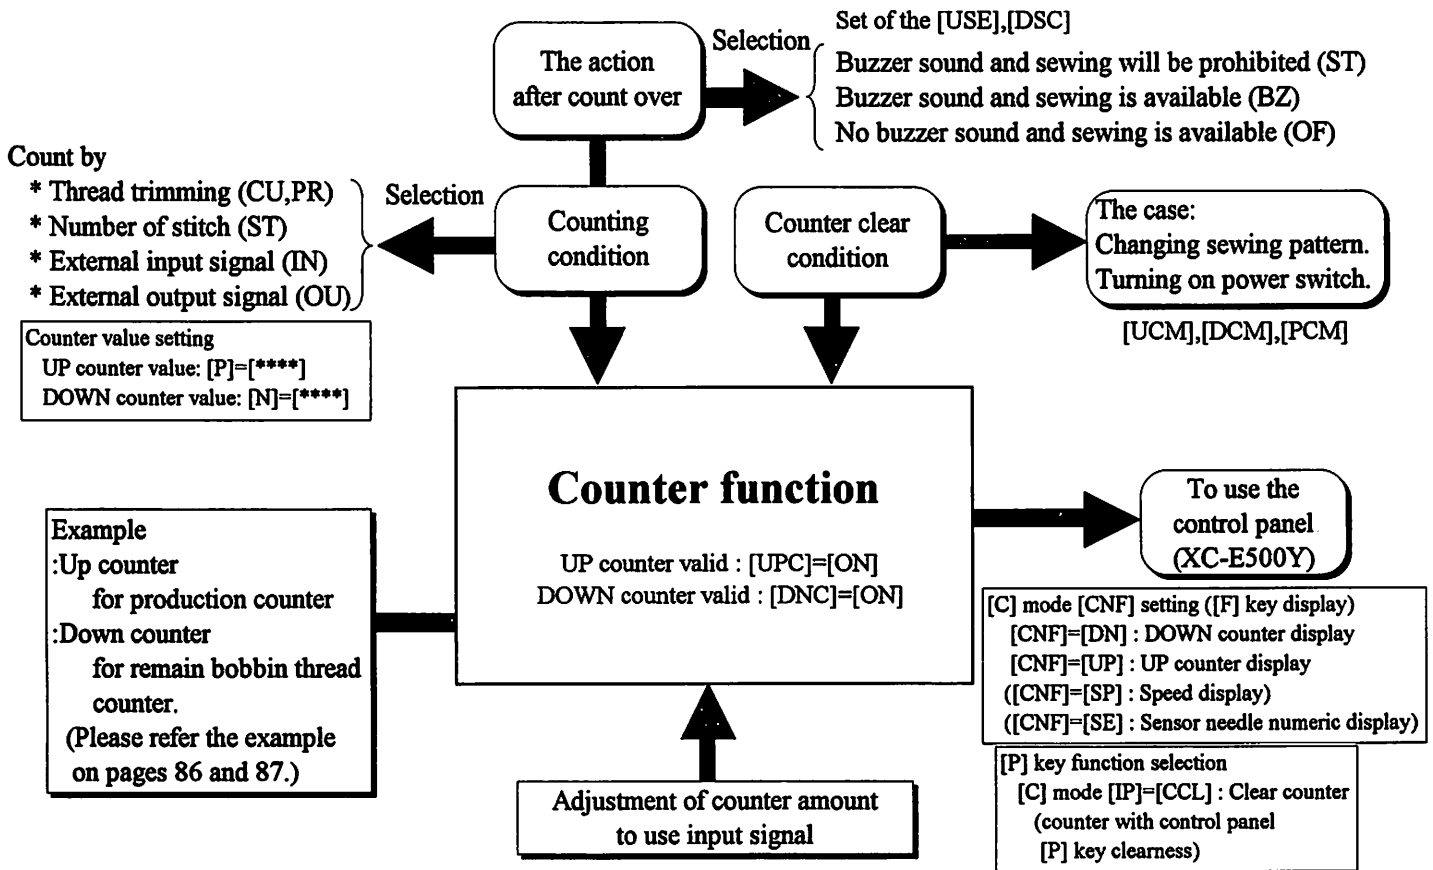 Set of the [USE],[DSC]
The action
after count over
Selection
Buzzer sound and sewing will be prohibited (ST)
Buzzer sound and sewing is available (BZ)
No buzzer sound and sewing is available (OF)
Count by
* Thread trimming (CU,PR)
* Number of stitch (ST)
* External input signal (IN)
* External output signal (OU)
Selection
Counting
condition
Counter clear
condition
The case:
Changing sewing pattern.
Turning on power switch.
[UCM],[DCM],[PCM]
Counter value setting
UP counter value: [P]=[****]
DOWN counter value: [N]=[****]
Counter function
UP counter valid : [UPC]=[ON]
DOWN counter valid : [DNC]=[ON]
To use the
control panel
(XC-E500Y)
Example
:Up counter
for production counter
:Down counter
for remain bobbin thread
counter.
(Please refer the example
on pages 86 and 87.)
[C] mode [CNF] setting ([F] key display)
[CNF]=[DN] : DOWN counter display
[CNF]=[UP] : UP counter display
([CNF]=[SP] : Speed display)
([CNF]=[SE] : Sensor needle numeric display)
[P] key function selection
[C] mode [IP]=[CCL] : Clear counter
(counter with control panel
[P] key clearness)
Adjustment of counter amount
to use input signal